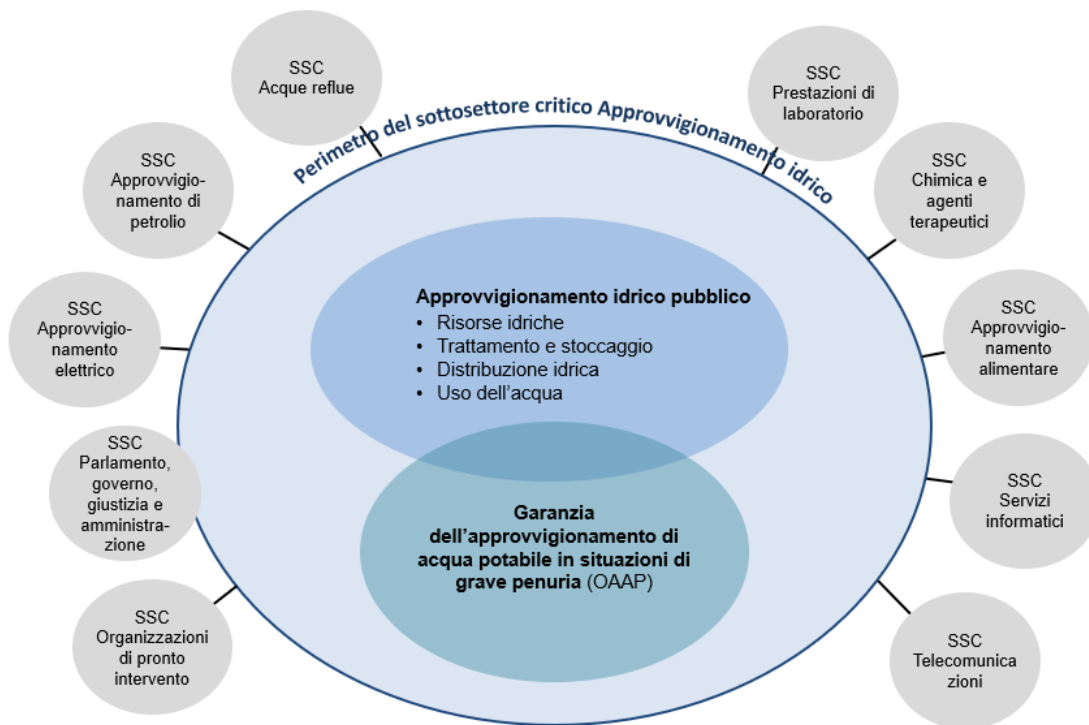 SSC
Acque reflue
SSC
Prestazioni di
laboratorio
Perimetro del sottosettore critico Approvvigionamento idrico
SSC
Approvvigio-
namento di
petrolio
SSC
Chimica e
agenti
terapeutici
SSC
Approvvigio-
namento
elettrico
Approvvigionamento idrico pubblico
• Risorse idriche
• Trattamento e stoccaggio
• Distribuzione idrica
• Uso dell'acqua
SSC
Approvvigio-
namento
alimentare
SSC
Parlamento,
governo,
giustizia e
amministra-
zione
SSC
Servizi
informatici
Garanzia
dell'approvvigionamento di
acqua potabile in situazioni di
grave penuria (OAAP)
SSC
Organizzazioni
di pronto
intervento
SSC
Telecomunica
zioni